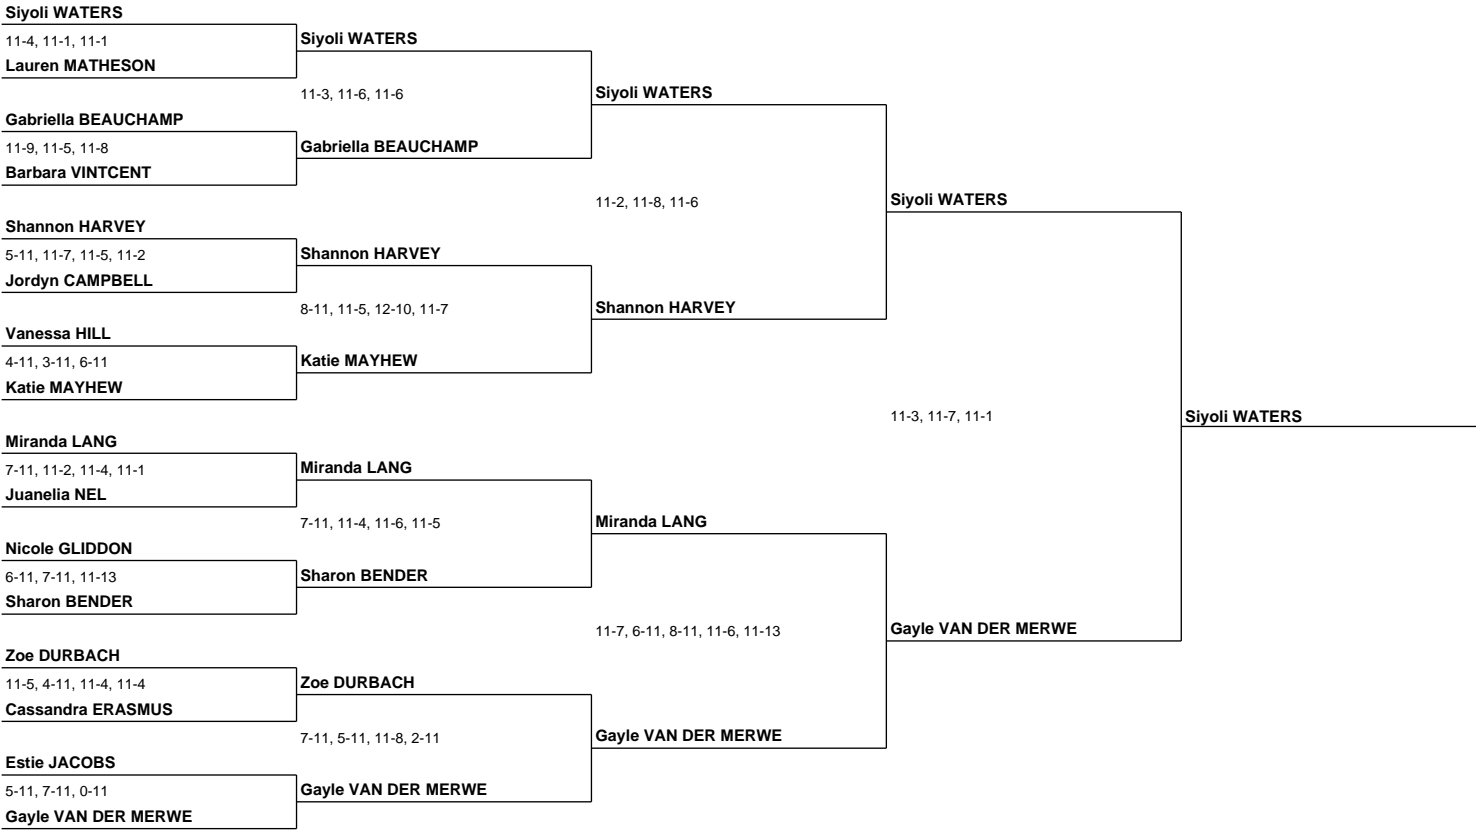 Siyoli WATERS
11-4, 11-1, 11-1
Lauren MATHESON
Gabriella BEAUCHAMP
11-9, 11-5, 11-8
Barbara VINTCENT
Shannon HARVEY
5-11, 11-7, 11-5, 11-2
Jordyn CAMPBELL
Vanessa HILL
4-11, 3-11, 6-11
Katie MAYHEW
Miranda LANG
7-11, 11-2, 11-4, 11-1
Juanelia NEL
Nicole GLIDDON
6-11, 7-11, 11-13
Sharon BENDER
Zoe DURBACH
11-5, 4-11, 11-4, 11-4
Cassandra ERASMUS
Estie JACOBS
5-11, 7-11, 0-11
Gayle VAN DER MERWE
Siyoli WATERS
11-3, 11-6, 11-6
Gabriella BEAUCHAMP
Shannon HARVEY
8-11, 11-5, 12-10, 11-7
Katie MAYHEW
Miranda LANG
7-11, 11-4, 11-6, 11-5
Sharon BENDER
Zoe DURBACH
7-11, 5-11, 11-8, 2-11
Gayle VAN DER MERWE
Siyoli WATERS
11-2, 11-8, 11-6
Shannon HARVEY
Miranda LANG
11-7, 6-11, 8-11, 11-6, 11-13
Gayle VAN DER MERWE
Siyoli WATERS
11-3, 11-7, 11-1
Gayle VAN DER MERWE
Siyoli WATERS